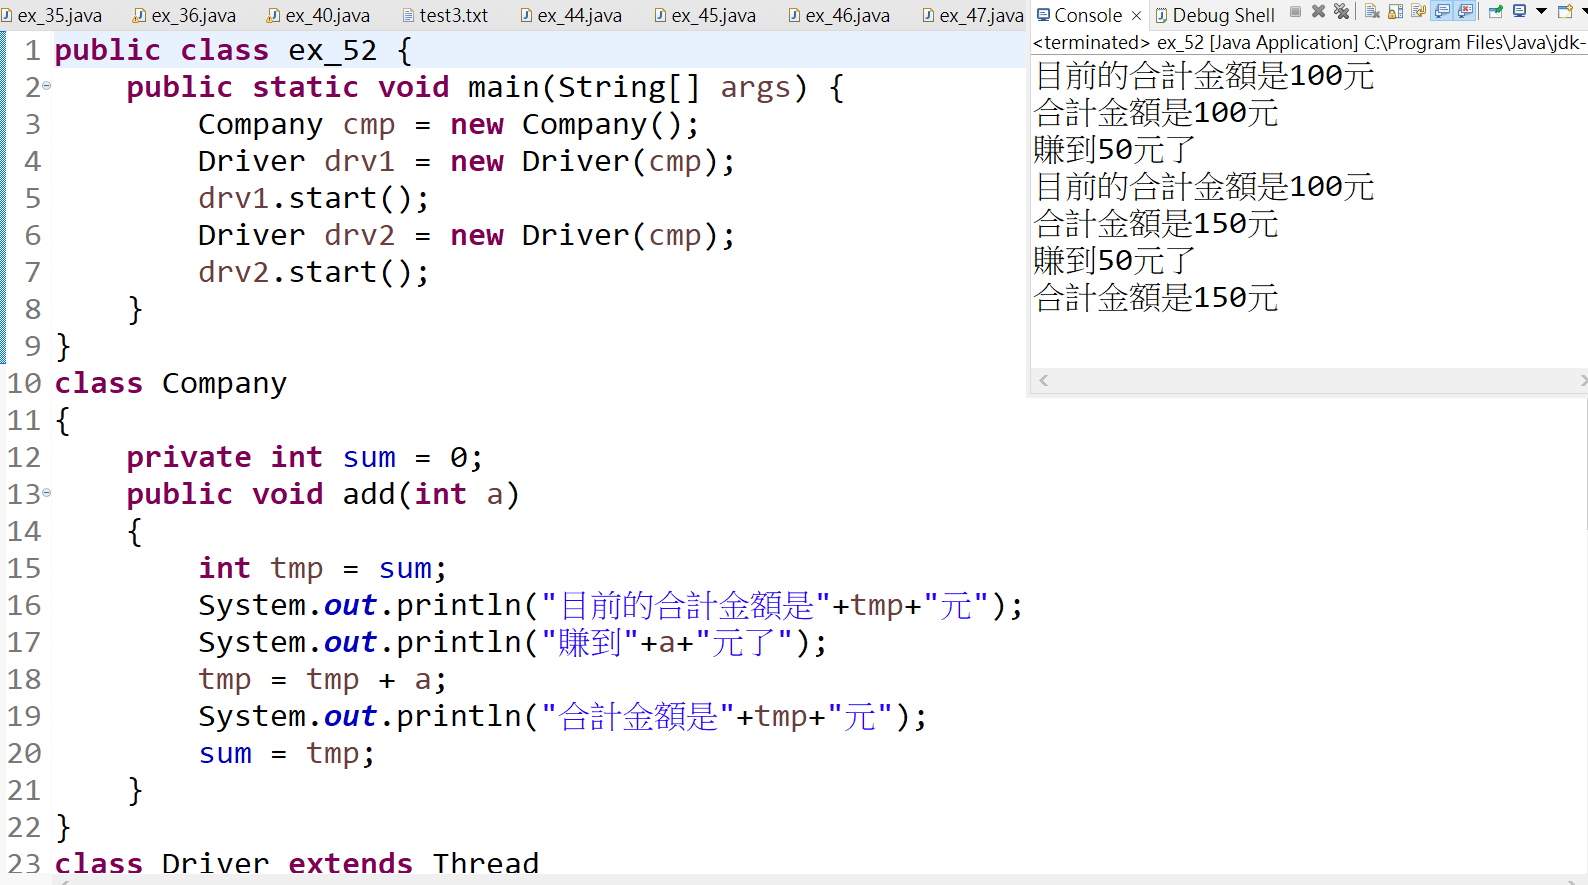 ex_35.java ex_36.java ex_40.java test3.txt ex_44.java ex_45.java ex_46.java ex_47.java
1 public class ex_52 {
2 public static void main(String[] args) {
3 Company cmp = new Company();
4 Driver drv1 = new Driver(cmp);
5 drv1.start();
6 Driver drv2 = new Driver(cmp);
7 drv2.start();
8 }
9 }
10 class Company
11 {
12 private int sum = 0;
13 public void add(int a)
14 {
15 int tmp = sum;
16 System.out.println("目前的合計金額是"+tmp+"元");
17 System.out.println("賺到"+a+"元了");
18 tmp = tmp + a;
19 System.out.println("合計金額是"+tmp+"元");
20 sum = tmp;
21 }
22 }
23 class Driver extends Thread
Console Debug Shell
<terminated> ex_52 [Java Application] C:\Program Files\Java\jdk-
目前的合計金額是100元
合計金額是100元
賺到50元了
目前的合計金額是100元
合計金額是150元
賺到50元了
合計金額是150元